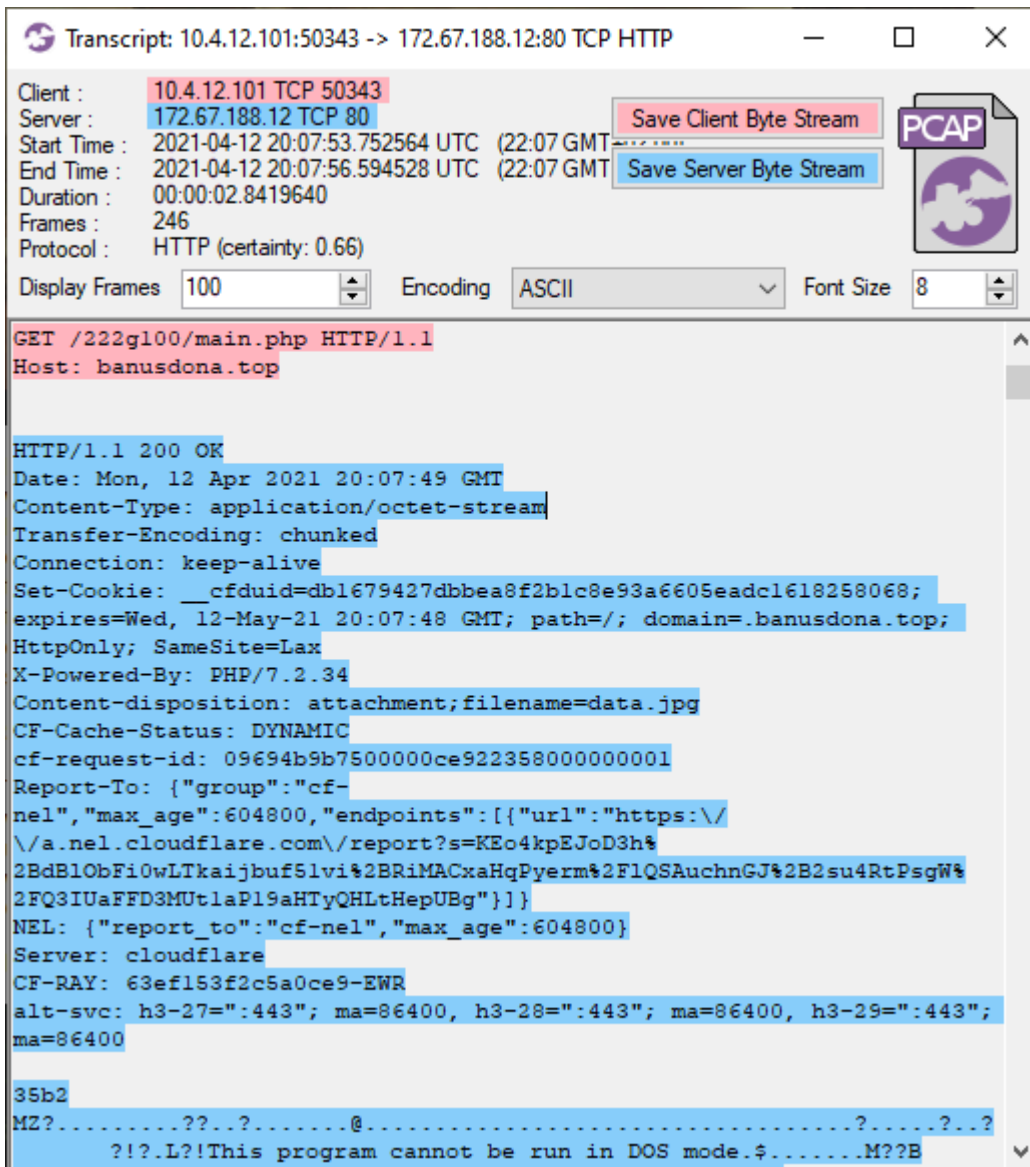 Transcript: 10.4.12.101:50343 -> 172.67.188.12:80 TCP HTTP
Client : 10.4.12.101 TCP 50343
Server : 172.67.188.12 TCP 80
Start Time : 2021-04-12 20:07:53.752564 UTC (22:07 GMT
End Time : 2021-04-12 20:07:56.594528 UTC (22:07 GMT
Duration : 00:00:02.8419640
Frames : 246
Protocol : HTTP (certainty: 0.66)
Save Client Byte Stream
Save Server Byte Stream
PCAP
Display Frames 100 Encoding ASCII Font Size 8
GET /222g100/main.php HTTP/1.1
Host: banusdona.top
HTTP/1.1 200 OK
Date: Mon, 12 Apr 2021 20:07:49 GMT
Content-Type: application/octet-stream
Transfer-Encoding: chunked
Connection: keep-alive
Set-Cookie: __cfduid=db1679427dbbea8f2b1c8e93a6605eadc1618258068;
expires=Wed, 12-May-21 20:07:48 GMT; path=/; domain=.banusdona.top;
HttpOnly; SameSite=Lax
X-Powered-By: PHP/7.2.34
Content-disposition: attachment;filename=data.jpg
CF-Cache-Status: DYNAMIC
cf-request-id: 09694b9b7500000ce922358000000001
Report-To: {"group":"cf-
nel","max_age":604800,"endpoints":[{"url":"https:\/
\/a.nel.cloudflare.com\/report?s=KEo4kpEJoD3h%
2BdBlObFi0wLTkaijbuf5lvi%2BRiMACxaHqPyerm%2FlQSAuchnGJ%2B2su4RtPsgW%
2FQ3IUaFFD3MUtlaPl9aHTyQHLtHepUBg"}]}
NEL: {"report_to":"cf-nel","max_age":604800}
Server: cloudflare
CF-RAY: 63ef153f2c5a0ce9-EWR
alt-svc: h3-27=":443"; ma=86400, h3-28=":443"; ma=86400, h3-29=":443";
ma=86400
35b2
MZ?.........??..?.......@...................................?.....?..?
?!?.L?!This program cannot be run in DOS mode.$.......M??B